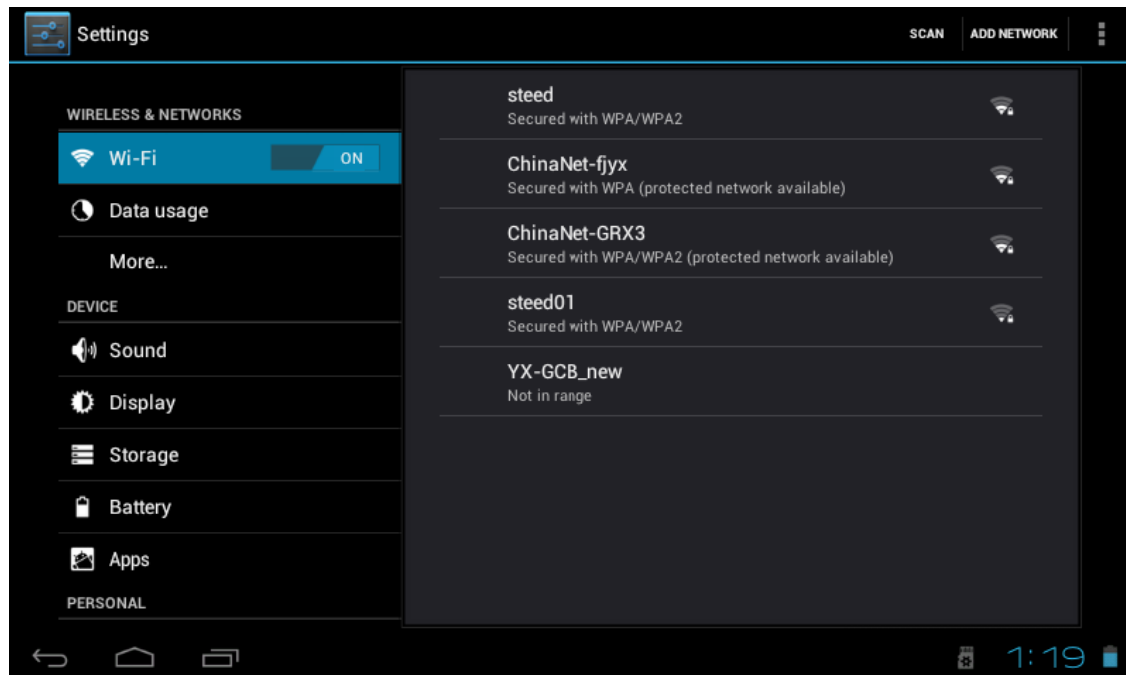 Settings
SCAN
ADD NETWORK
WIRELESS & NETWORKS
Wi-Fi
ON
Data usage
More...
DEVICE
Sound
Display
Storage
Battery
Apps
PERSONAL
steed
Secured with WPA/WPA2
ChinaNet-fjyx
Secured with WPA (protected network available)
ChinaNet-GRX3
Secured with WPA/WPA2 (protected network available)
steed01
Secured with WPA/WPA2
YX-GCB_new
Not in range
1:19